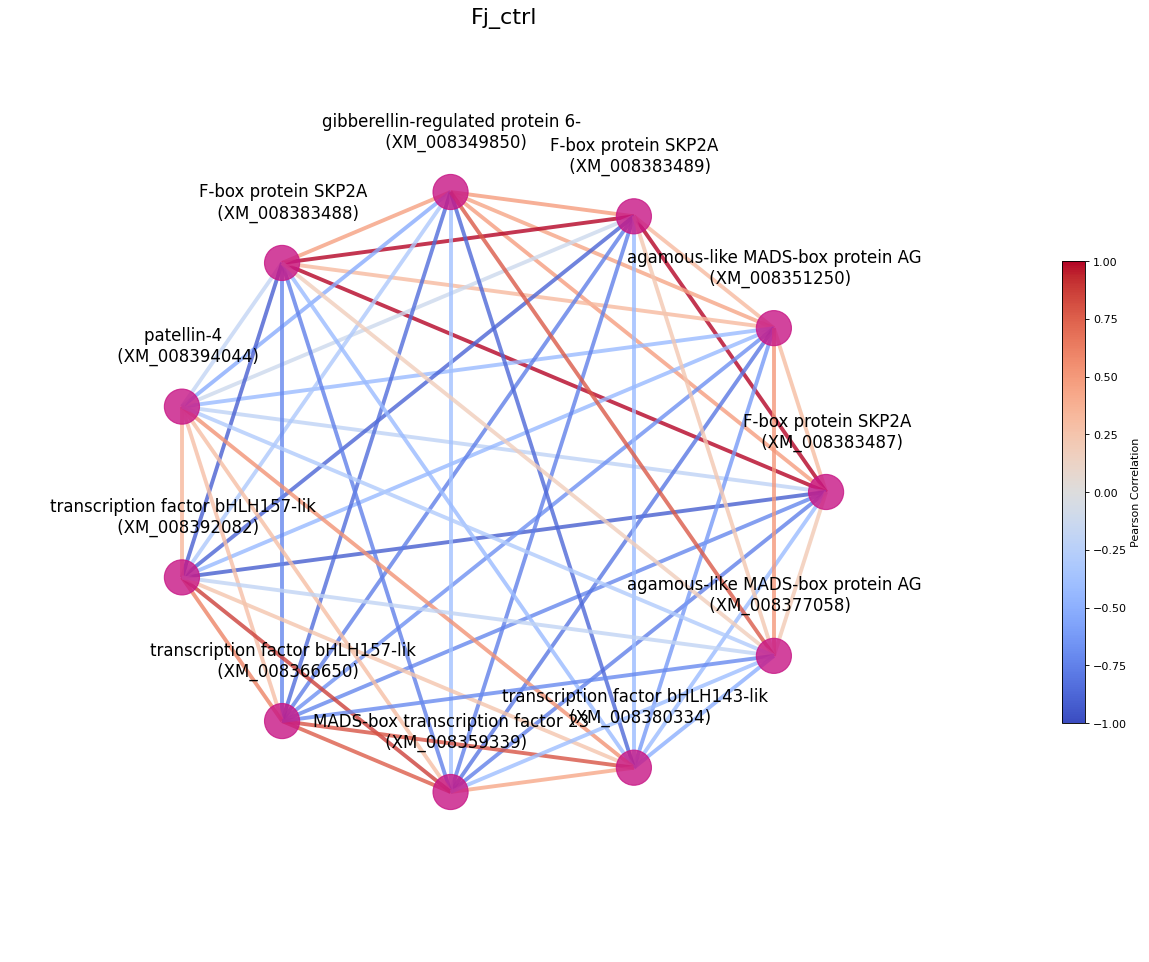 Fj_ctrl
gibberellin-regulated protein 6-
(XM_008349850)
F-box protein SKP2A
(XM_008383489)
F-box protein SKP2A
(XM_008383488)
agamous-like MADS-box protein AG
(XM_008351250)
patellin-4
(XM_008394044)
F-box protein SKP2A
(XM_008383487)
transcription factor bHLH157-lik
(XM_008392082)
agamous-like MADS-box protein AG
(XM_008377058)
transcription factor bHLH157-lik
(XM_008366650)
transcription factor bHLH143-lik
(XM_008380334)
MADS-box transcription factor 23
(XM_008359339)
1.00
0.75
0.50
0.25
0.00
−0.25
−0.50
−0.75
−1.00
Pearson Correlation